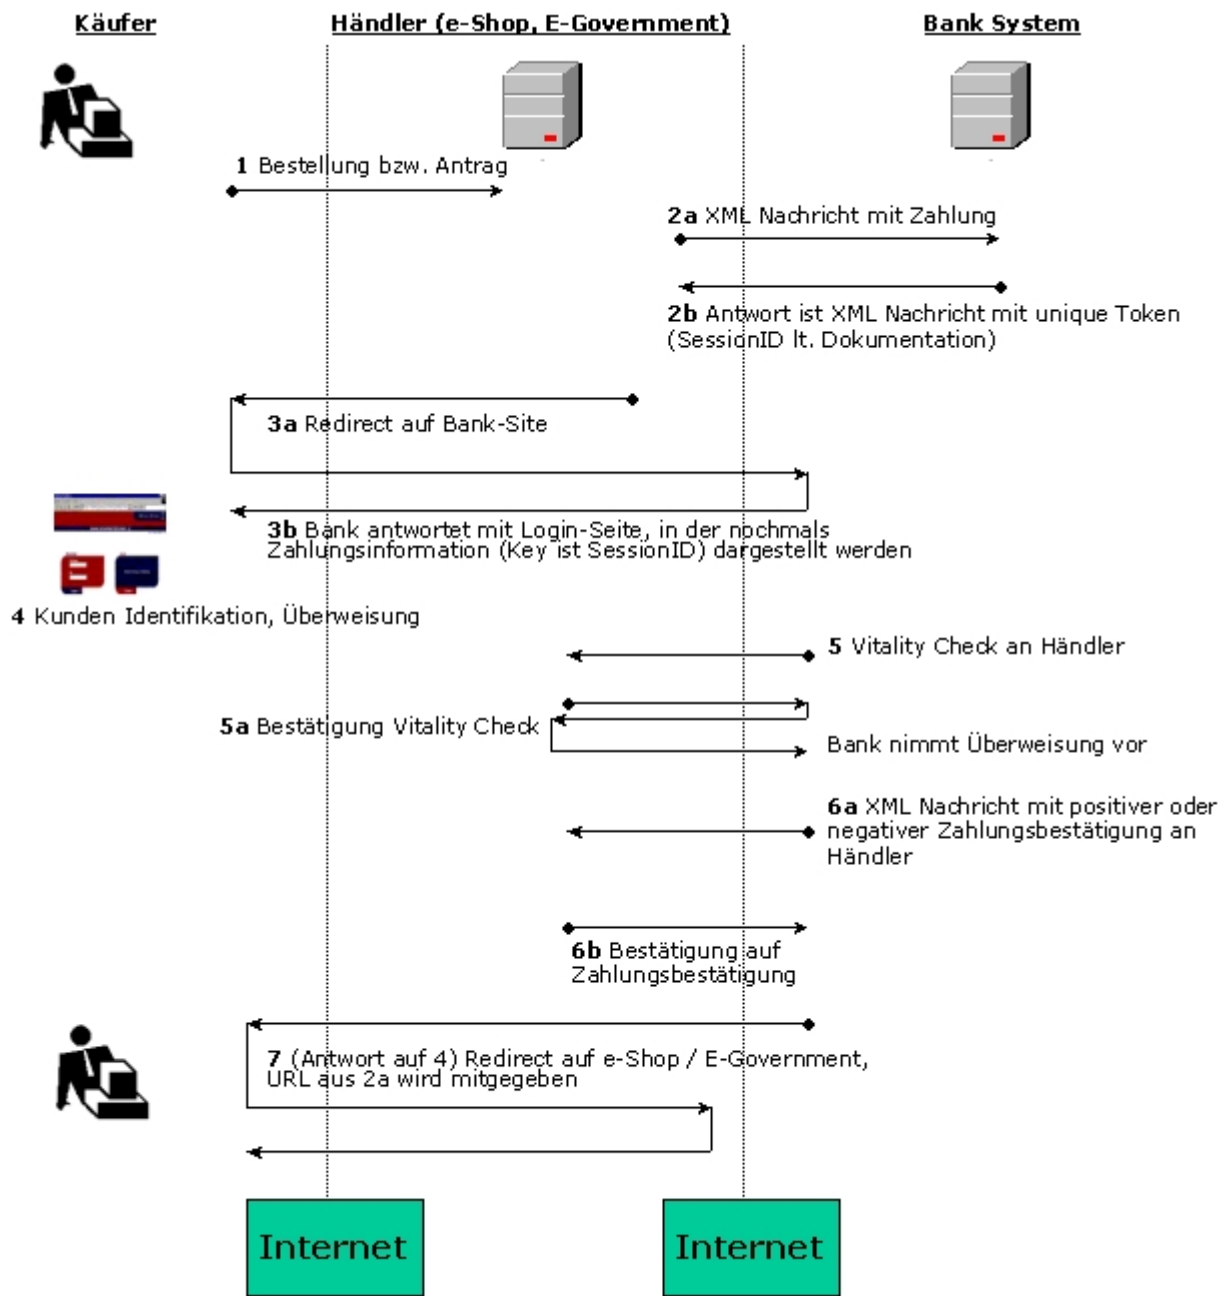 Käufer
Händler (e-Shop, E-Government)
Bank System
1 Bestellung bzw. Antrag
2a XML Nachricht mit Zahlung
2b Antwort ist XML Nachricht mit unique Token
(SessionID lt. Dokumentation)
3a Redirect auf Bank-Site
3b Bank antwortet mit Login-Seite, in der nochmals
Zahlungsinformation (Key ist SessionID) dargestellt werden
4 Kunden Identifikation, Überweisung
5 Vitality Check an Händler
5a Bestätigung Vitality Check
Bank nimmt Überweisung vor
6a XML Nachricht mit positiver oder
negativer Zahlungsbestätigung an
Händler
6b Bestätigung auf
Zahlungsbestätigung
7 (Antwort auf 4) Redirect auf e-Shop / E-Government,
URL aus 2a wird mitgegeben
Internet
Internet